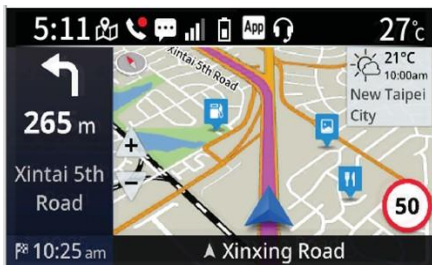 5:11 App 27°c
265 m
Xintai 5th
Road
10:25 am
Xintai 5th Road
+
−
21°C
10:00am
New Taipei
City
50
Xinxing Road